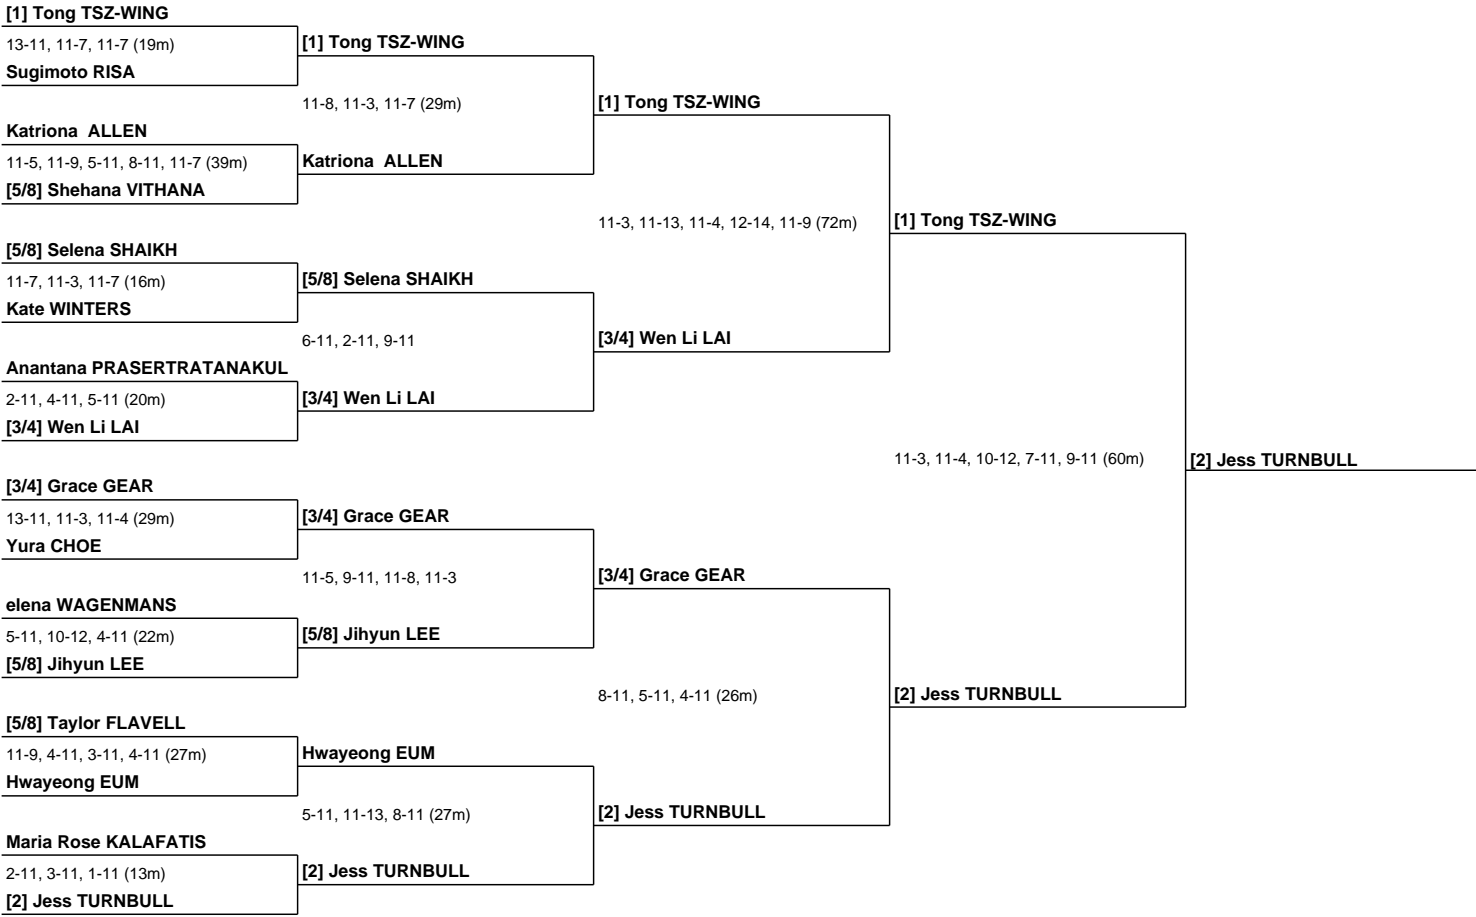 [1] Tong TSZ-WING
13-11, 11-7, 11-7 (19m)
Sugimoto RISA
Katriona  ALLEN
11-5, 11-9, 5-11, 8-11, 11-7 (39m)
[5/8] Shehana VITHANA
[5/8] Selena SHAIKH
11-7, 11-3, 11-7 (16m)
Kate WINTERS
Anantana PRASERTRATANAKUL
2-11, 4-11, 5-11 (20m)
[3/4] Wen Li LAI
[3/4] Grace GEAR
13-11, 11-3, 11-4 (29m)
Yura CHOE
elena WAGENMANS
5-11, 10-12, 4-11 (22m)
[5/8] Jihyun LEE
[5/8] Taylor FLAVELL
11-9, 4-11, 3-11, 4-11 (27m)
Hwayeong EUM
Maria Rose KALAFATIS
2-11, 3-11, 1-11 (13m)
[2] Jess TURNBULL
[1] Tong TSZ-WING
11-8, 11-3, 11-7 (29m)
Katriona  ALLEN
[5/8] Selena SHAIKH
6-11, 2-11, 9-11
[3/4] Wen Li LAI
[3/4] Grace GEAR
11-5, 9-11, 11-8, 11-3
[5/8] Jihyun LEE
Hwayeong EUM
5-11, 11-13, 8-11 (27m)
[2] Jess TURNBULL
[1] Tong TSZ-WING
11-3, 11-13, 11-4, 12-14, 11-9 (72m)
[3/4] Wen Li LAI
[3/4] Grace GEAR
8-11, 5-11, 4-11 (26m)
[2] Jess TURNBULL
[1] Tong TSZ-WING
11-3, 11-4, 10-12, 7-11, 9-11 (60m)
[2] Jess TURNBULL
[2] Jess TURNBULL